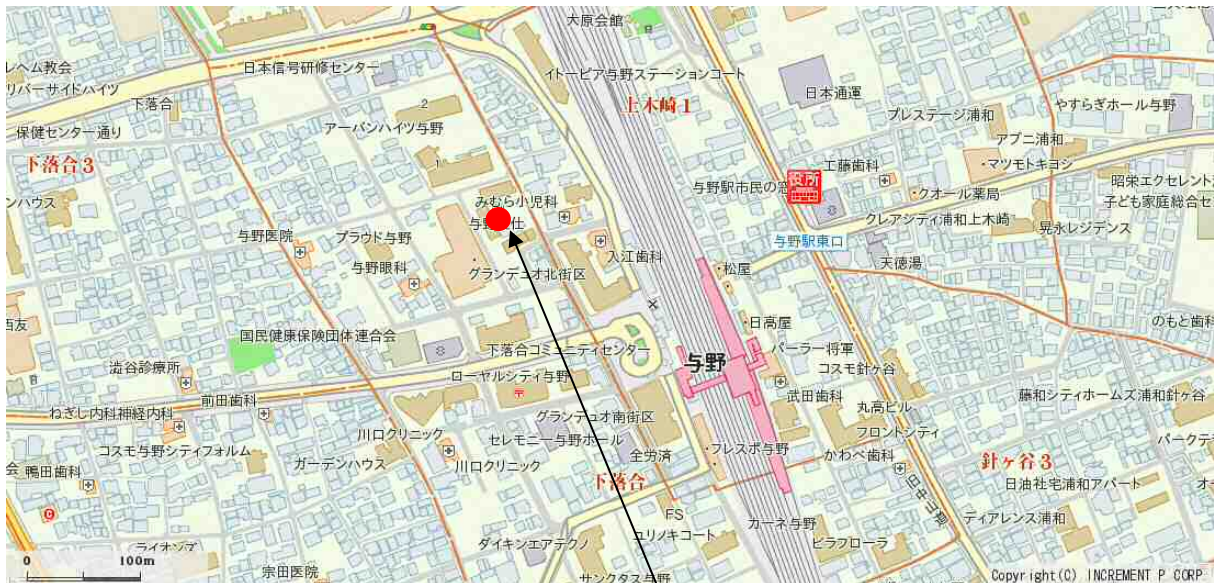 大原会館
日本信号研修センター
イトーピア与野ステーションコート
上木崎1
日本通運
レヘム教会
リバーサイドハイツ
下落合
2
プレステージ浦和
やすらぎホール与野
保健センター通り
アーバンハイツ与野
アブニ浦和
マツモトキヨシ
下落合3
1
工藤歯科
役所
与野駅市民の窓
クオール薬局
昭栄エクセレント
子ども家庭総合セ
ンハウス
みむら小児科
クレアシティ浦和上木崎
晃永レジデンス
与野医院
プラウド与野
与野駅東口
入江歯科
天徳湯
与野眼科
グランデュオ北街区
松屋
西友
国民健康保険団体連合会
日高屋
のもと歯科
下落合コミュニティセンター
パーラー将軍
渋谷診療所
ローヤルシティ与野
与野
コスモ針ヶ谷
前田歯科
武田歯科
藤和シティホームズ浦和針ヶ谷
ねぎし内科神経内科
グランデュオ南街区
丸高ビル
川口クリニック
セレモニー与野ホール
フロントシティ
コスモ与野シティフォルム
フレスポ与野
パークテ
川口クリニック
全労済
かわべ歯科
針ヶ谷3
鴨田歯科
ガーデンハウス
下落合
日油社宅浦和アパート
FS
カーネ与野
ティアレンス浦和
ユリノキコート
ライオンズ
ダイキンエアテクノ
ビラフローラ
0 100m
宗田医院
サンクタス与野
Copyright(C) INCREMENT P CORP